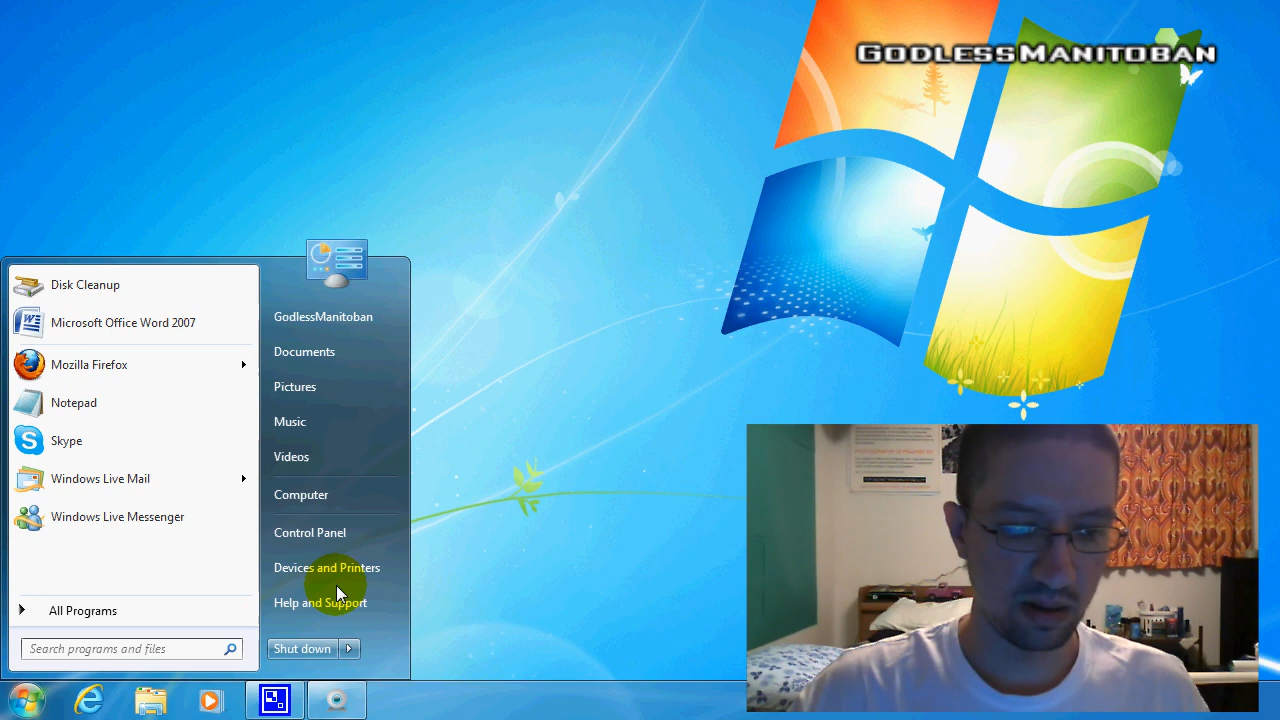 GodlessManitoban
Disk Cleanup
Microsoft Office Word 2007
Mozilla Firefox
Notepad
Skype
Windows Live Mail
Windows Live Messenger
All Programs
Search programs and files
GodlessManitoban
Documents
Pictures
Music
Videos
Computer
Control Panel
Devices and Printers
Help and Support
Shut down